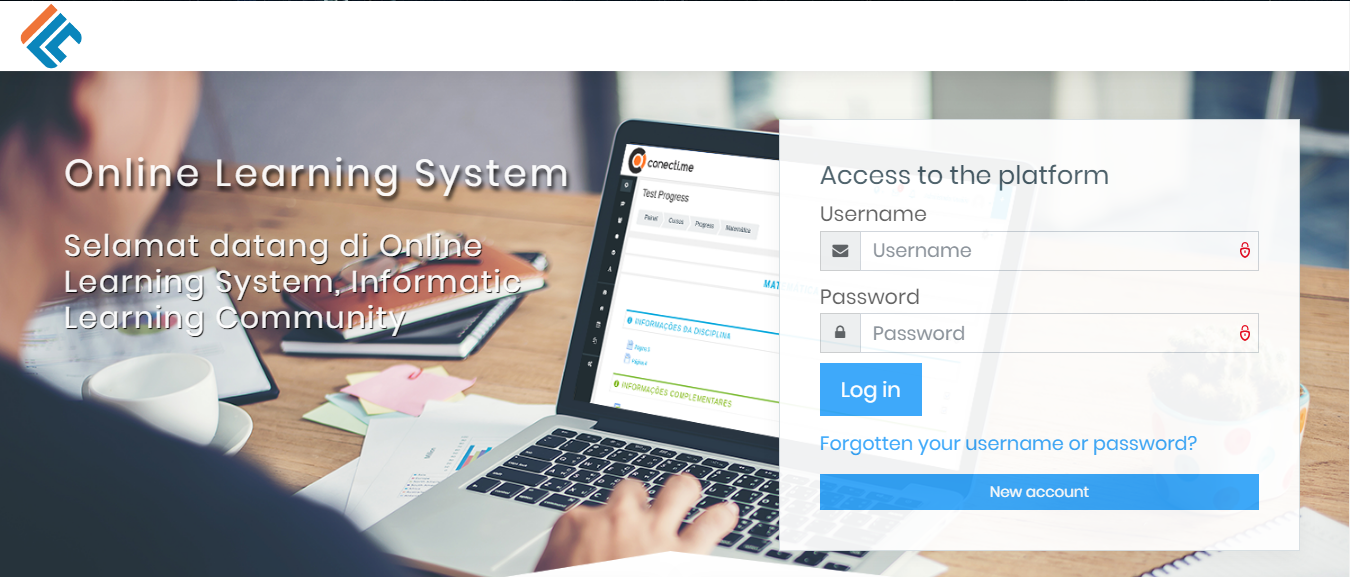 Online Learning System
Selamat datang di Online
Learning System, Informatic
Learning Community
conecti.me
Test Progress
Painel
Cursos
Progress
Matemática
INFORMAÇÕES DA DISCIPLINA
INFORMAÇÕES COMPLEMENTARES
Access to the platform
Username
Username
Password
Password
Log in
Forgotten your username or password?
New account